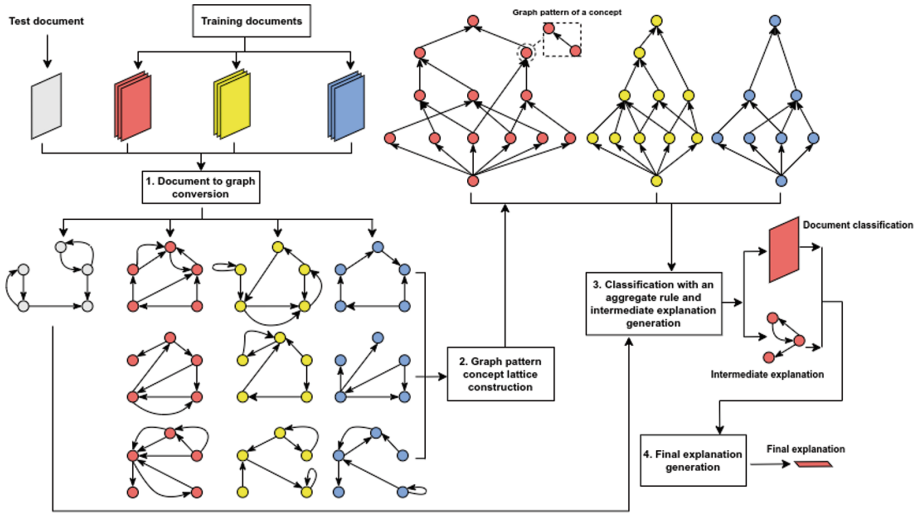 Test document
Training documents
Graph pattern of a concept
1. Document to graph
conversion
Document classification
3. Classification with an
aggregate rule and
intermediate explanation
generation
2. Graph pattern
concept lattice
construction
Intermediate explanation
4. Final explanation
generation
Final explanation